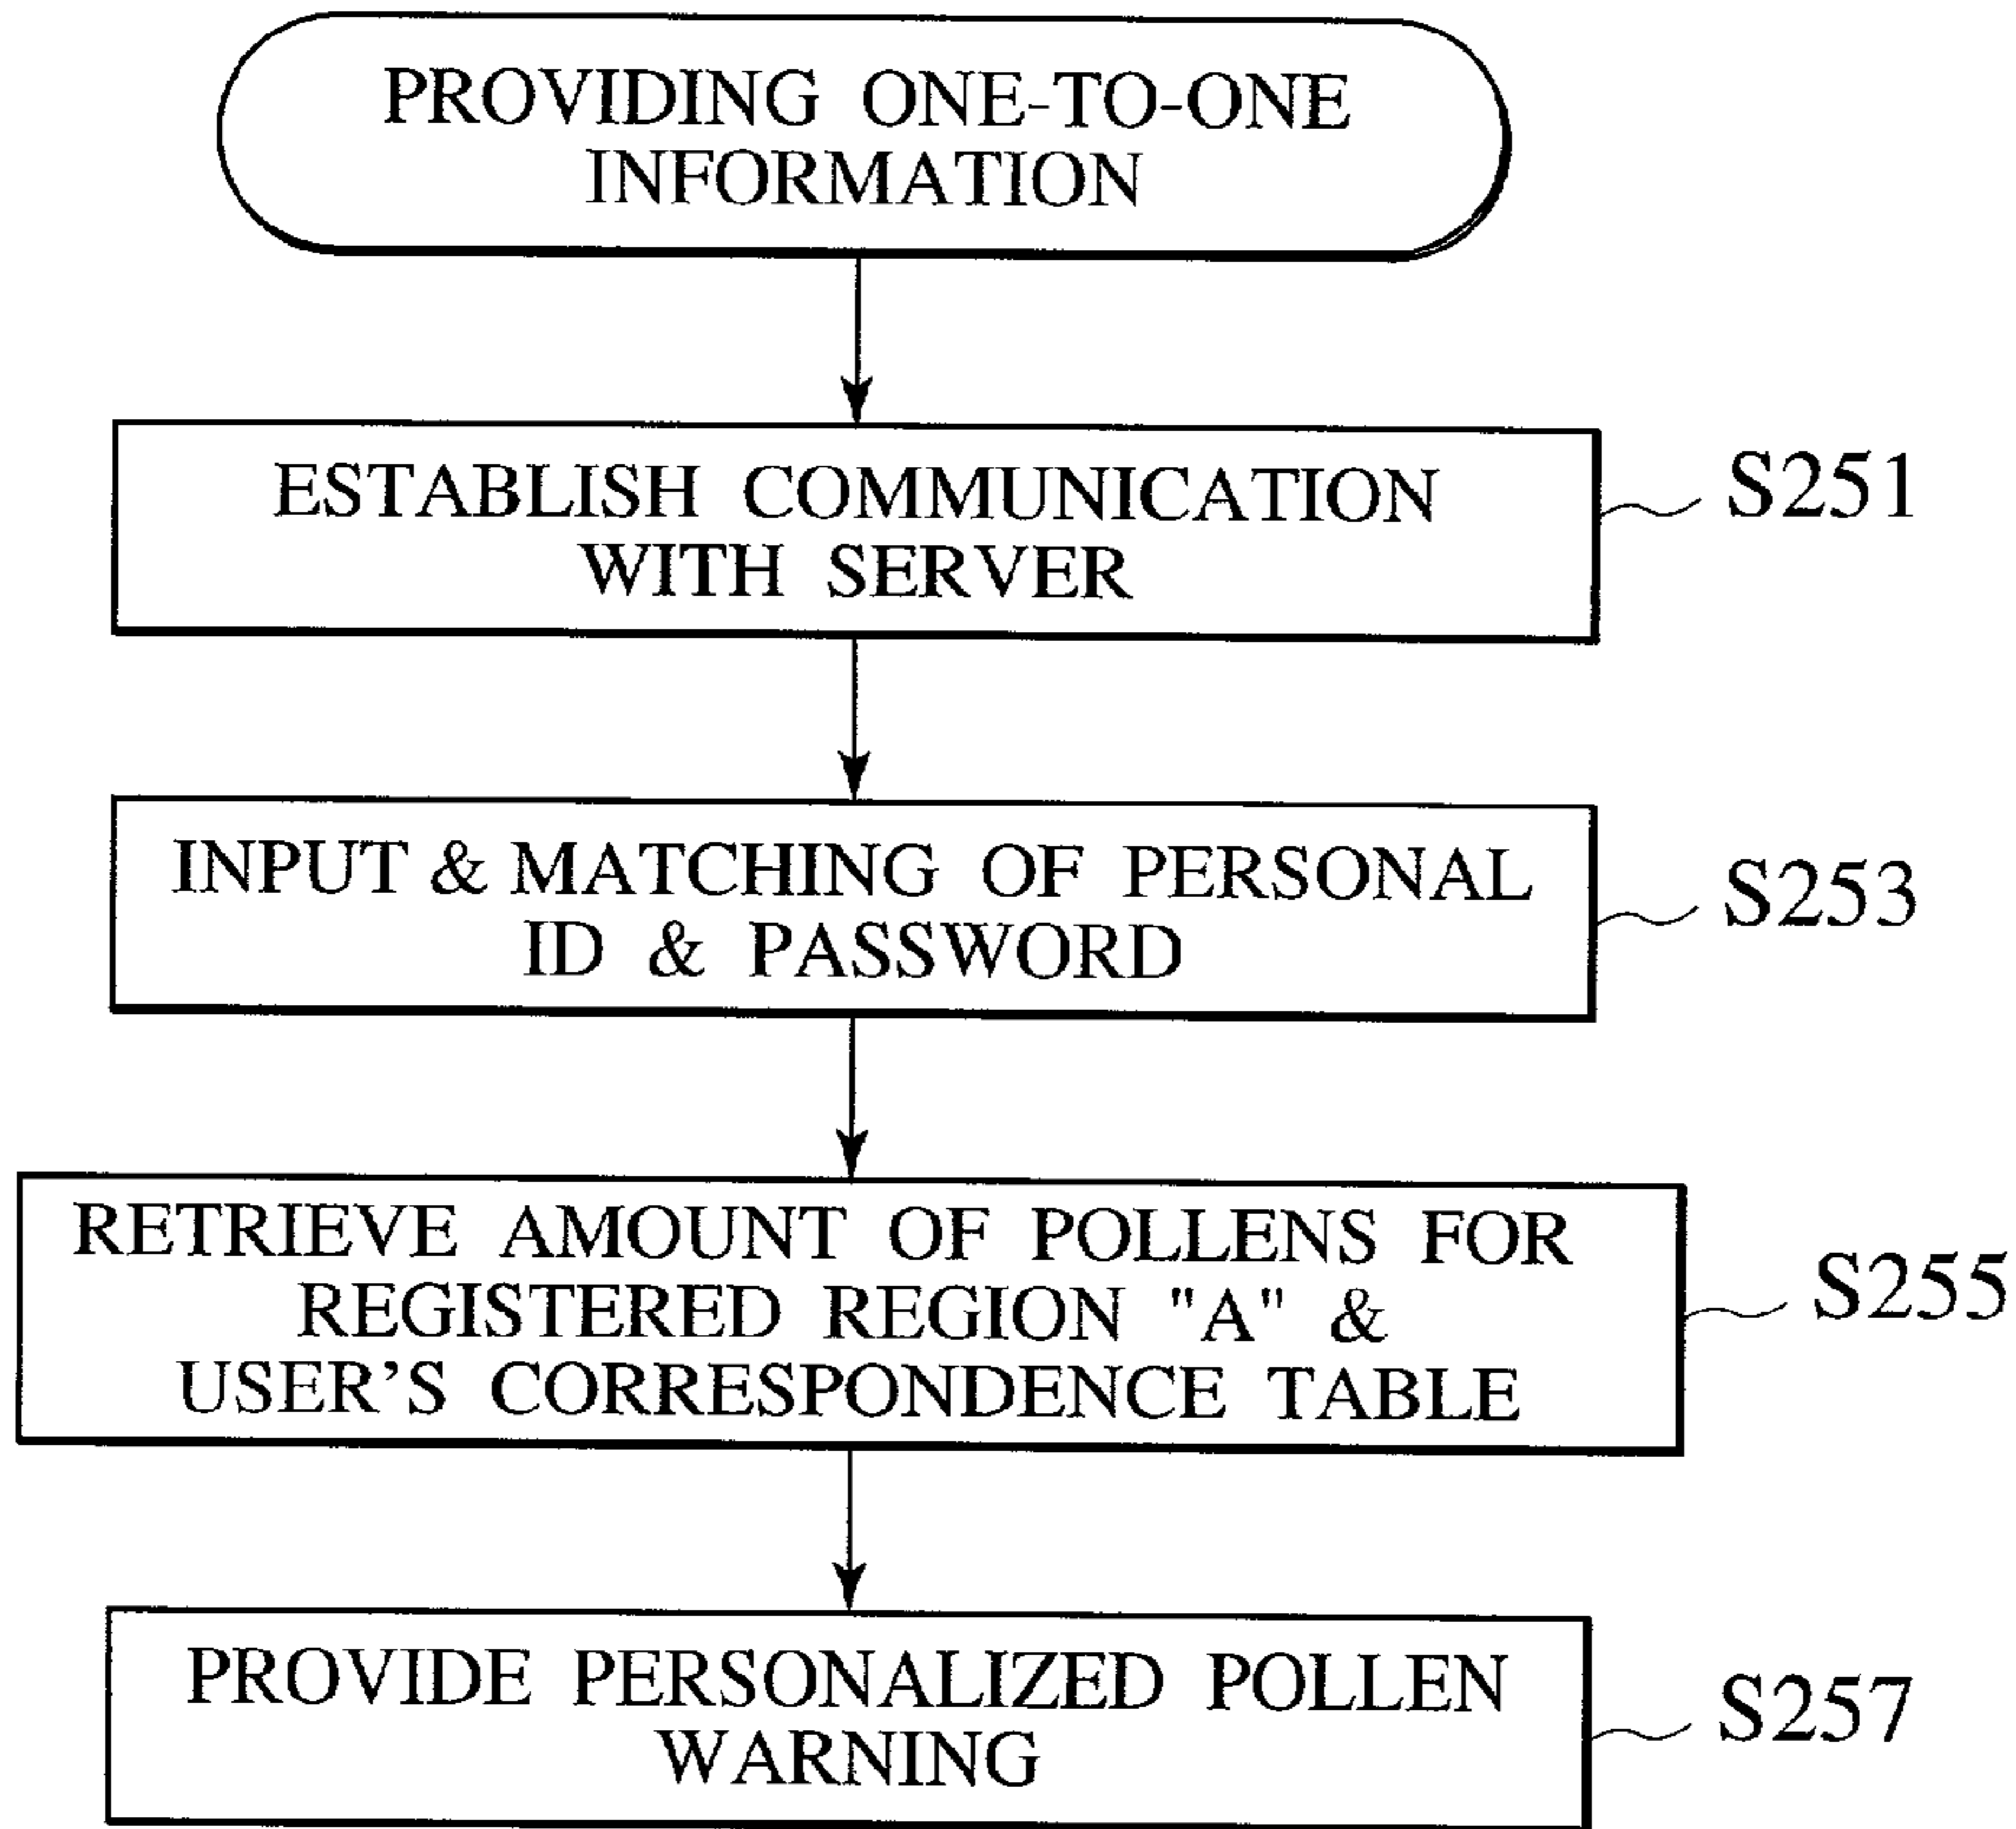 PROVIDING ONE-TO-ONE
INFORMATION
ESTABLISH COMMUNICATION
WITH SERVER
S251
INPUT & MATCHING OF PERSONAL
ID & PASSWORD
S253
RETRIEVE AMOUNT OF POLLENS FOR
REGISTERED REGION "A" &
USER'S CORRESPONDENCE TABLE
S255
PROVIDE PERSONALIZED POLLEN
WARNING
S257